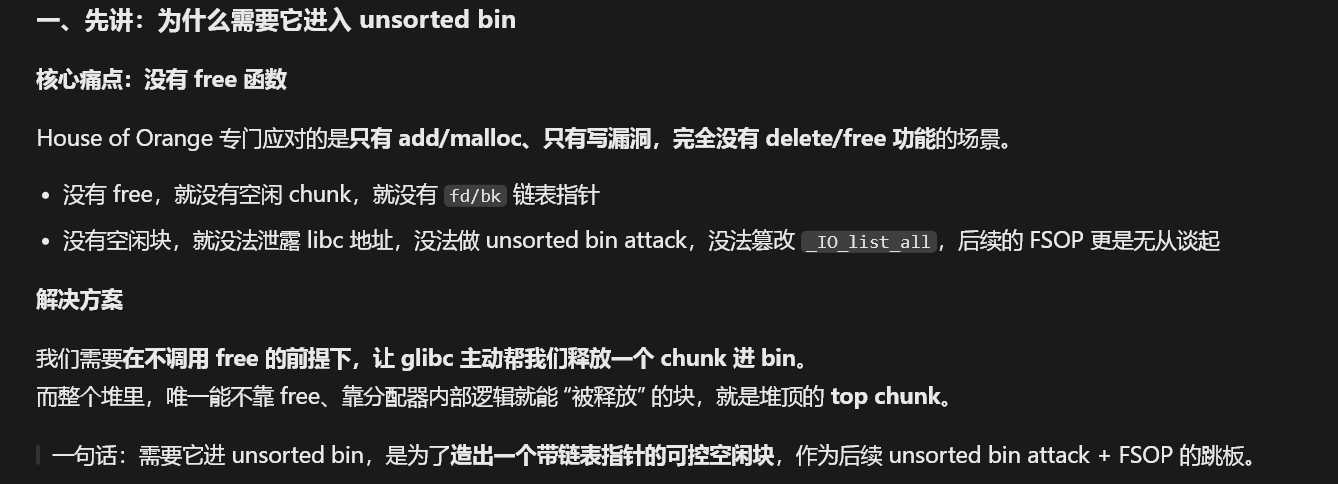 一、先讲：为什么需要它进入 unsorted bin
核心痛点：没有 free 函数
House of Orange 专门应对的是只有 add/malloc、只有写漏洞，完全没有 delete/free 功能的场景。
• 没有 free，就没有空闲 chunk，就没有 fd/bk 链表指针
• 没有空闲块，就没法泄露 libc 地址，没法做 unsorted bin attack，没法篡改 _IO_list_all，后续的 FSOP 更是无从谈起
解决方案
我们需要在不调用 free 的前提下，让 glibc 主动帮我们释放一个 chunk 进 bin。
而整个堆里，唯一能不靠 free、靠分配器内部逻辑就能 “被释放” 的块，就是堆顶的 top chunk。
一句话：需要它进 unsorted bin，是为了造出一个带链表指针的可控空闲块，作为后续 unsorted bin attack + FSOP 的跳板。